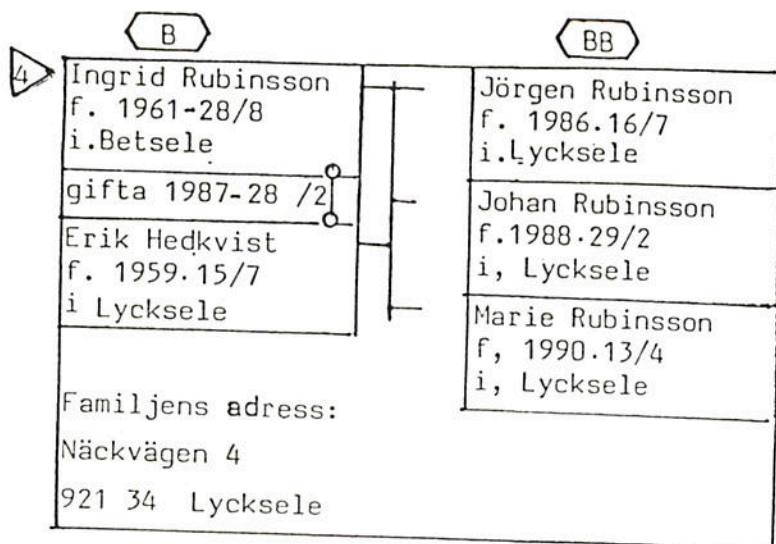 B
BB
4
Ingrid Rubinsson
f. 1961-28/8
i.Betsele
gifta 1987-28 /2
Erik Hedkvist
f. 1959.15/7
i Lycksele
Jörgen Rubinsson
f. 1986.16/7
i.Lycksele
Johan Rubinsson
f.1988.29/2
i, Lycksele
Marie Rubinsson
f, 1990.13/4
i, Lycksele
Familjens adress:
Näckvägen 4
921 34 Lycksele